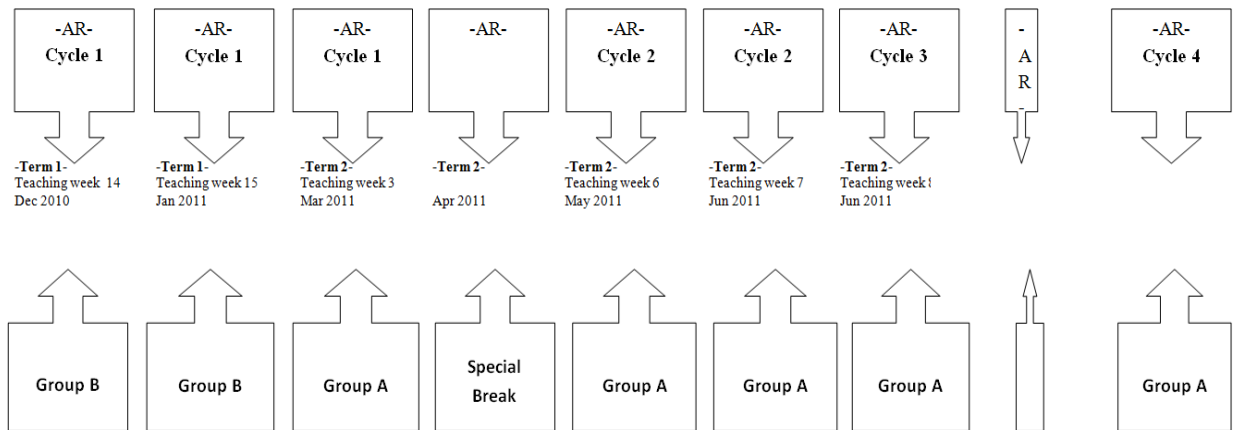 -AR-
Cycle 1
-AR-
Cycle 1
-AR-
Cycle 1
-AR-
-AR-
Cycle 2
-AR-
Cycle 2
-AR-
Cycle 3
-
A
R
-
-AR-
Cycle 4
-Term 1-
Teaching week 14
Dec 2010
-Term 1-
Teaching week 15
Jan 2011
-Term 2-
Teaching week 3
Mar 2011
-Term 2-
Apr 2011
-Term 2-
Teaching week 6
May 2011
-Term 2-
Teaching week 7
Jun 2011
-Term 2-
Teaching week
Jun 2011
Group B
Group B
Group A
Special
Break
Group A
Group A
Group A
Group A